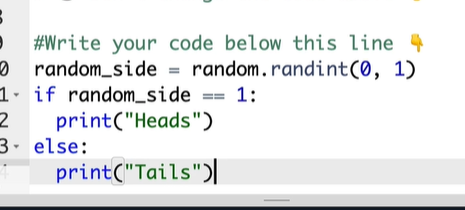 #Write your code below this line 👇
random_side = random.randint(0, 1)
if random_side == 1:
  print("Heads")
else:
  print("Tails")